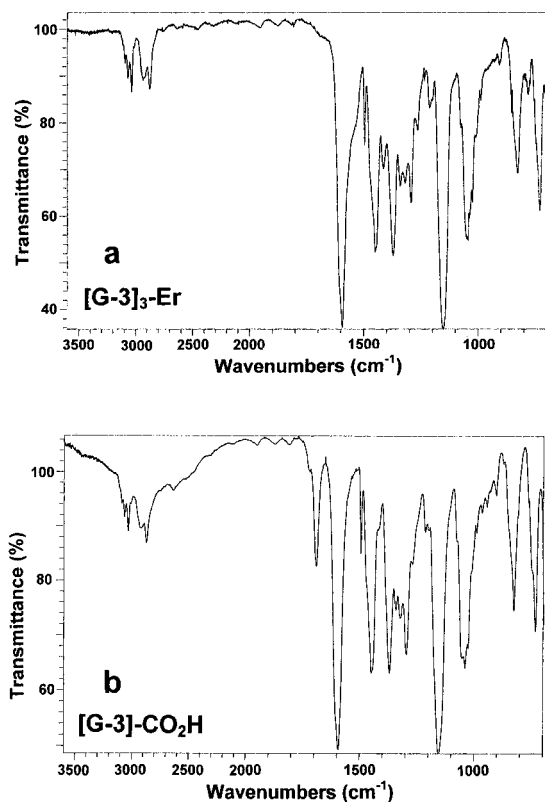 100
80
60
40
Transmittance (%)
a
[G-3]₃-Er
3500 3000 2500 2000 1500 1000
Wavenumbers (cm⁻¹)
100
80
60
Transmittance (%)
b
[G-3]-CO₂H
3500 3000 2500 2000 1500 1000
Wavenumbers (cm⁻¹)